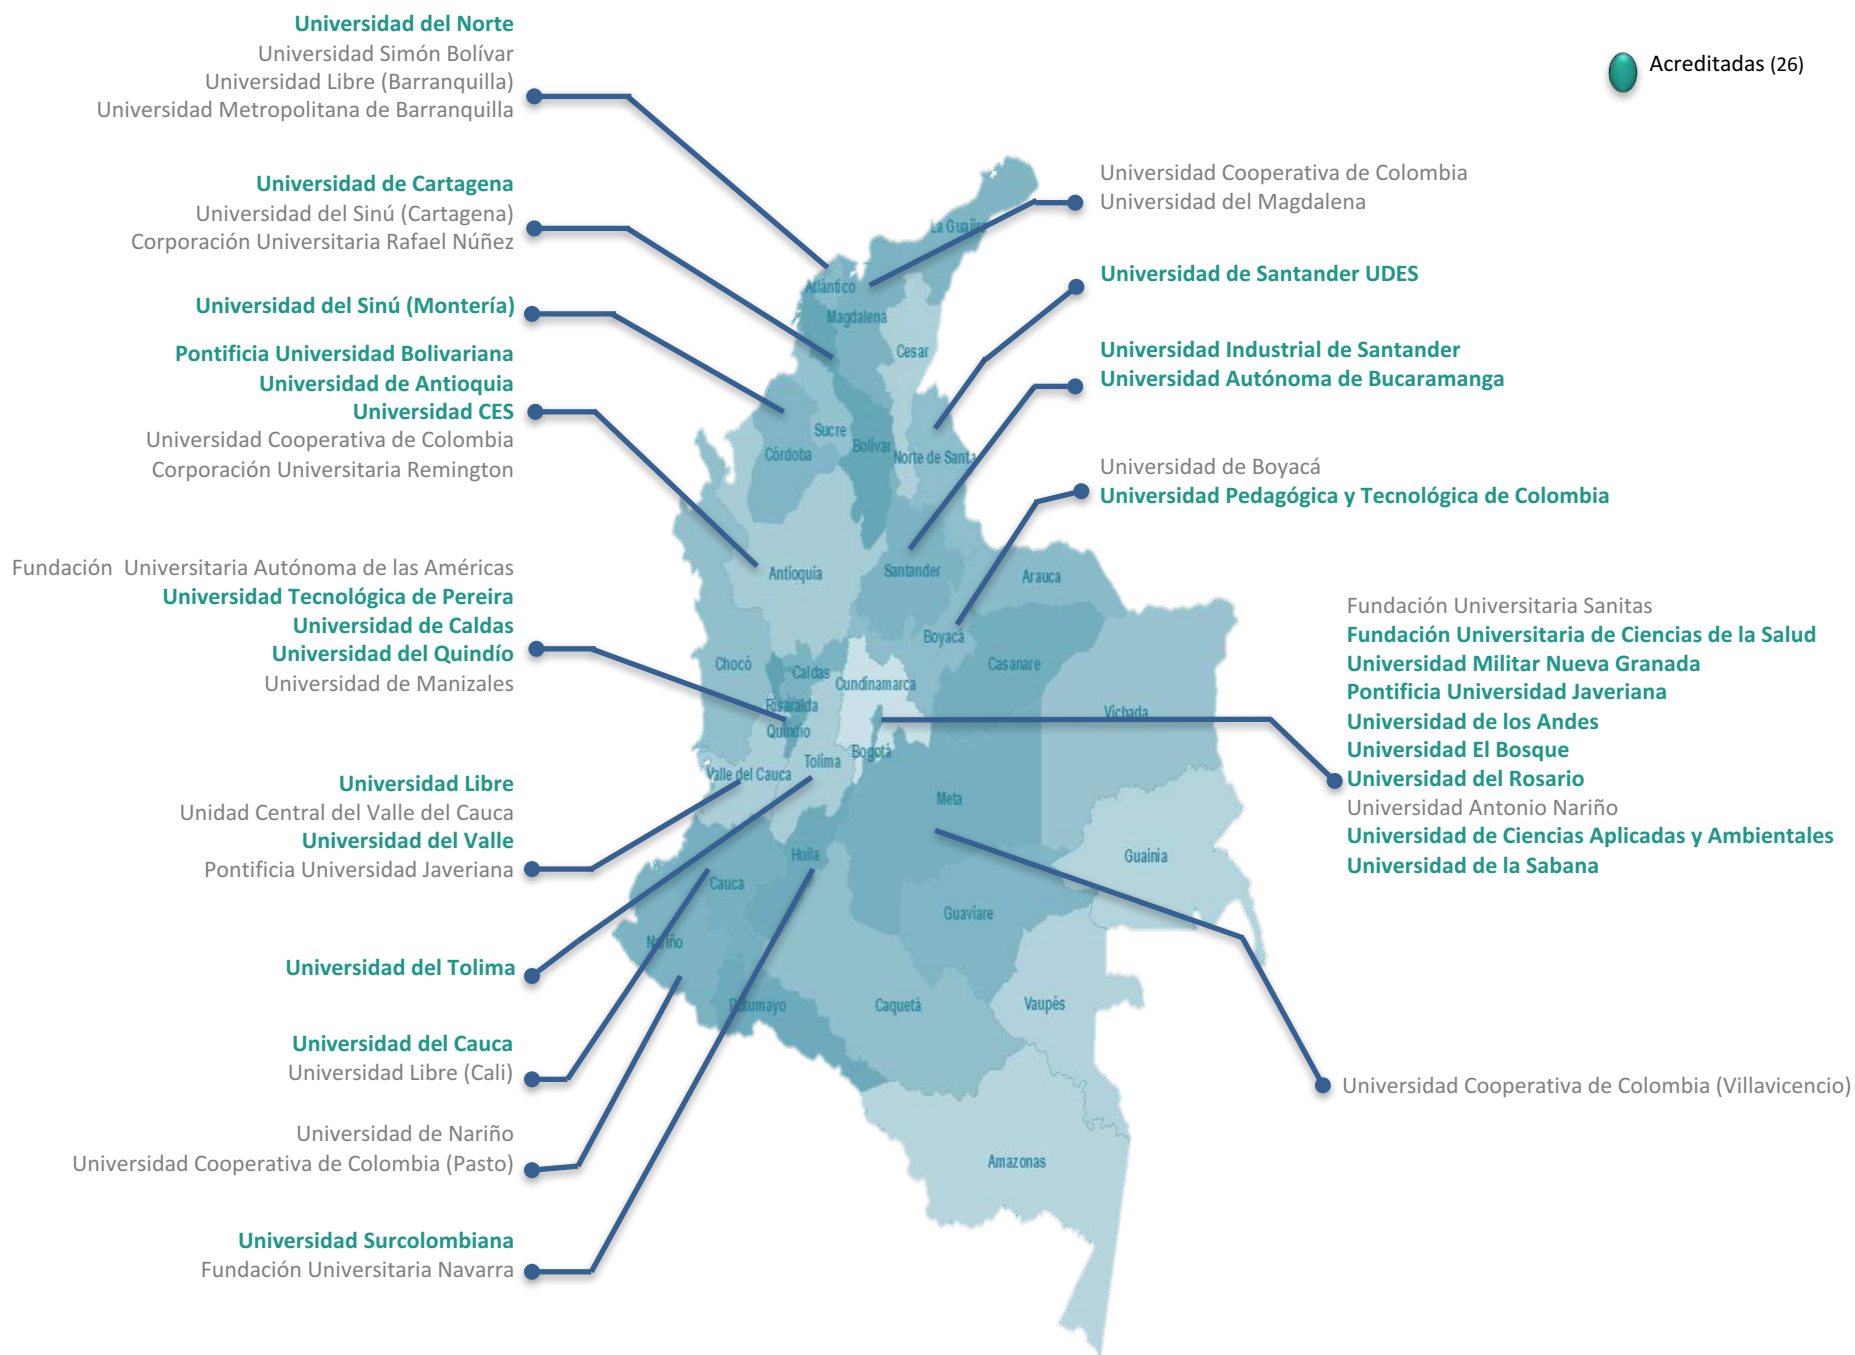 Universidad del Norte
Universidad Simón Bolívar
Universidad Libre (Barranquilla)
Universidad Metropolitana de Barranquilla
Acreditadas (26)
Universidad de Cartagena
Universidad del Sinú (Cartagena)
Corporación Universitaria Rafael Núñez
Universidad del Sinú (Montería)
Pontificia Universidad Bolivariana
Universidad de Antioquia
Universidad CES
Universidad Cooperativa de Colombia
Corporación Universitaria Remington
Fundación Universitaria Autónoma de las Américas
Universidad Tecnológica de Pereira
Universidad de Caldas
Universidad del Quindío
Universidad de Manizales
Universidad Libre
Unidad Central del Valle del Cauca
Universidad del Valle
Pontificia Universidad Javeriana
Universidad del Tolima
Universidad del Cauca
Universidad Libre (Cali)
Universidad de Nariño
Universidad Cooperativa de Colombia (Pasto)
Universidad Surcolombiana
Fundación Universitaria Navarra
La Guajira
Atlántico
Magdalena
Cesar
Sucre
Córdoba
Bolívar
Norte de Santa
Antioquia
Santander
Arauca
Boyacá
Chocó
Caldas
Cundinamarca
Casanare
Risaralda
Quindío
Vichada
Bogotá
Tolima
Valle del Cauca
Meta
Huila
Guainía
Cauca
Guaviare
Nariño
Putumayo
Caquetá
Vaupés
Amazonas
Universidad Cooperativa de Colombia
Universidad del Magdalena
Universidad de Santander UDES
Universidad Industrial de Santander
Universidad Autónoma de Bucaramanga
Universidad de Boyacá
Universidad Pedagógica y Tecnológica de Colombia
Fundación Universitaria Sanitas
Fundación Universitaria de Ciencias de la Salud
Universidad Militar Nueva Granada
Pontificia Universidad Javeriana
Universidad de los Andes
Universidad El Bosque
Universidad del Rosario
Universidad Antonio Nariño
Universidad de Ciencias Aplicadas y Ambientales
Universidad de la Sabana
Universidad Cooperativa de Colombia (Villavicencio)